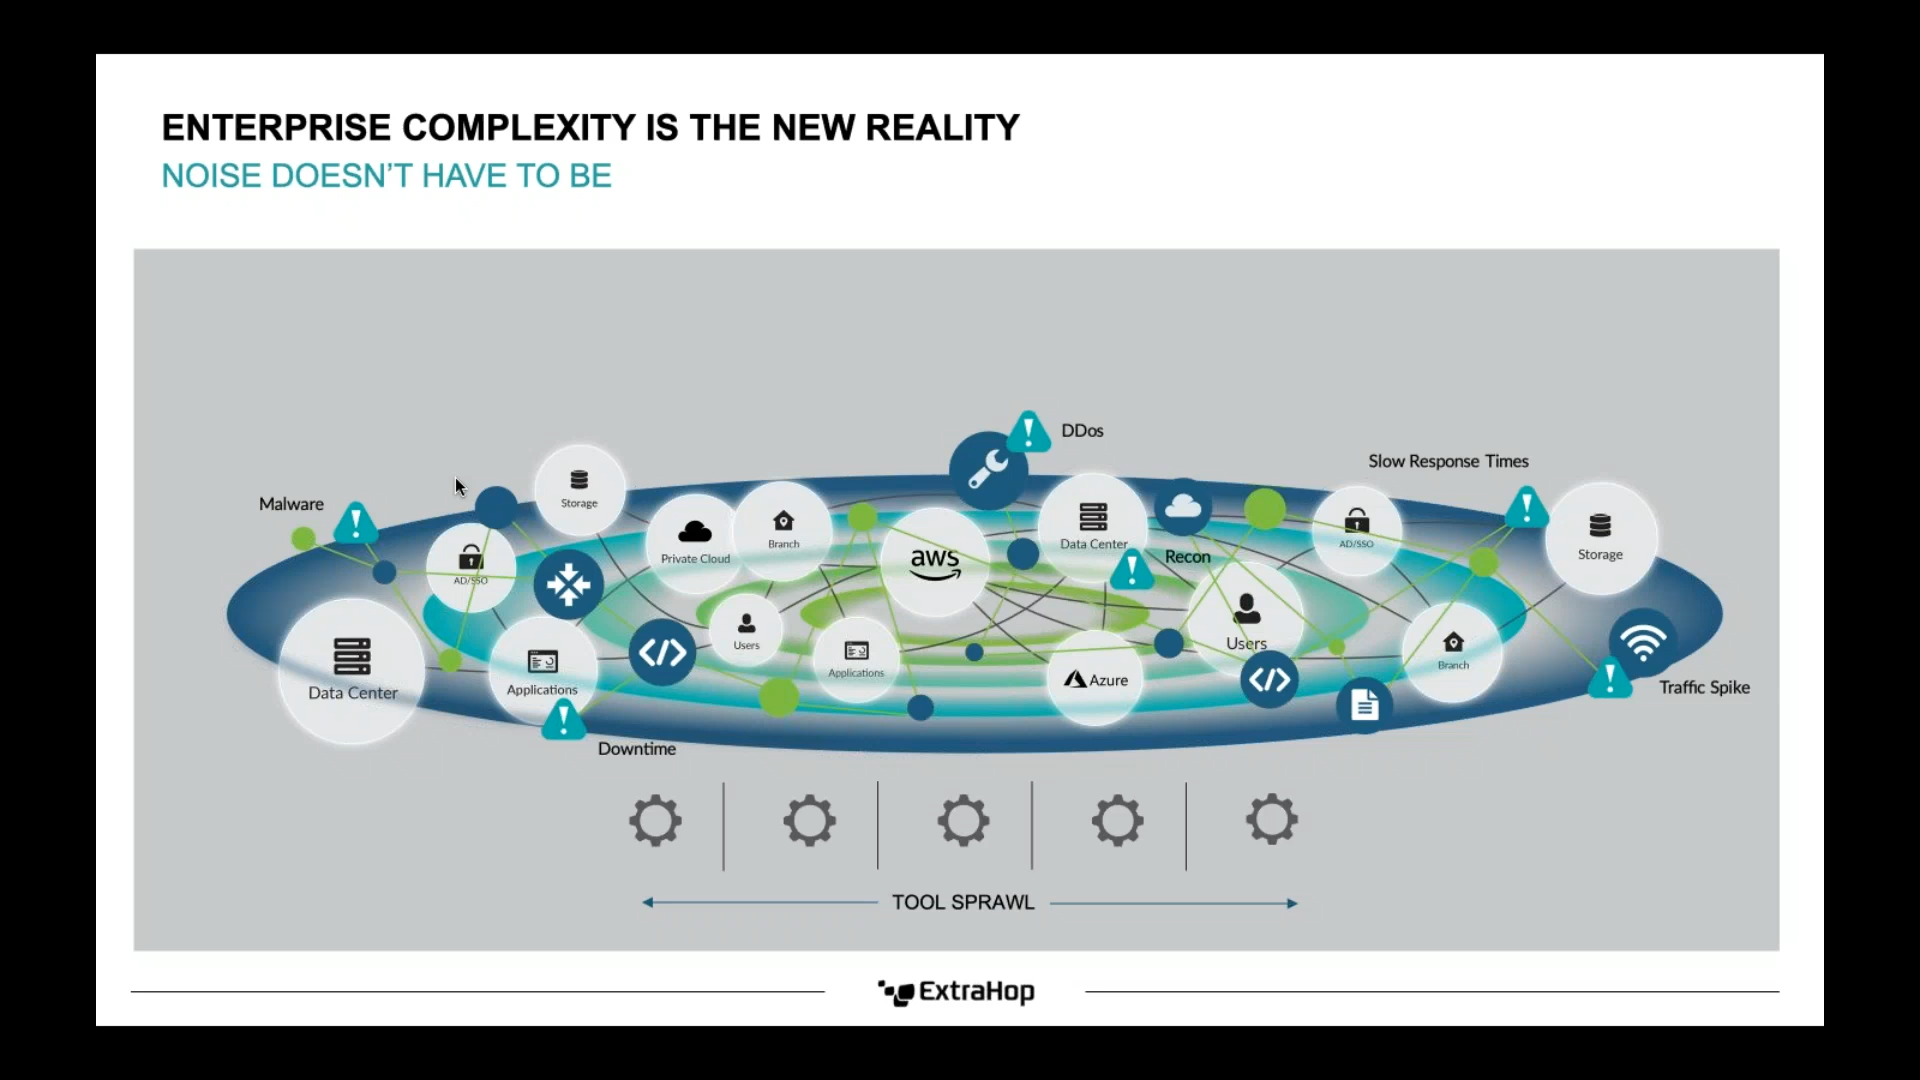 ENTERPRISE COMPLEXITY IS THE NEW REALITY
NOISE DOESN'T HAVE TO BE
DDos
Slow Response Times
Malware
Storage
Private Cloud
Branch
aws
Data Center
Recon
AD/SSO
Storage
AD/SSO
Data Center
Applications
Users
Applications
Azure
Users
Branch
Traffic Spike
Downtime
TOOL SPRAWL
ExtraHop